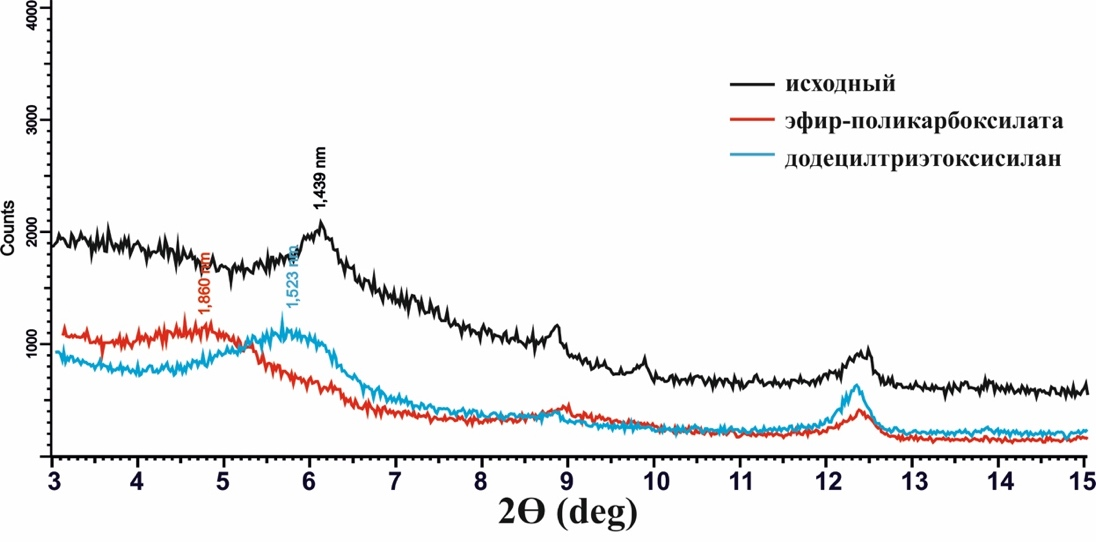 4000
3000
2000
1000
Counts
исходный
эфир-поликарбоксилата
додецилтриэтоксисилан
1,439 nm
1,860 nm
1,523 nm
3 4 5 6 7 8 9 10 11 12 13 14 15
2Ɵ (deg)